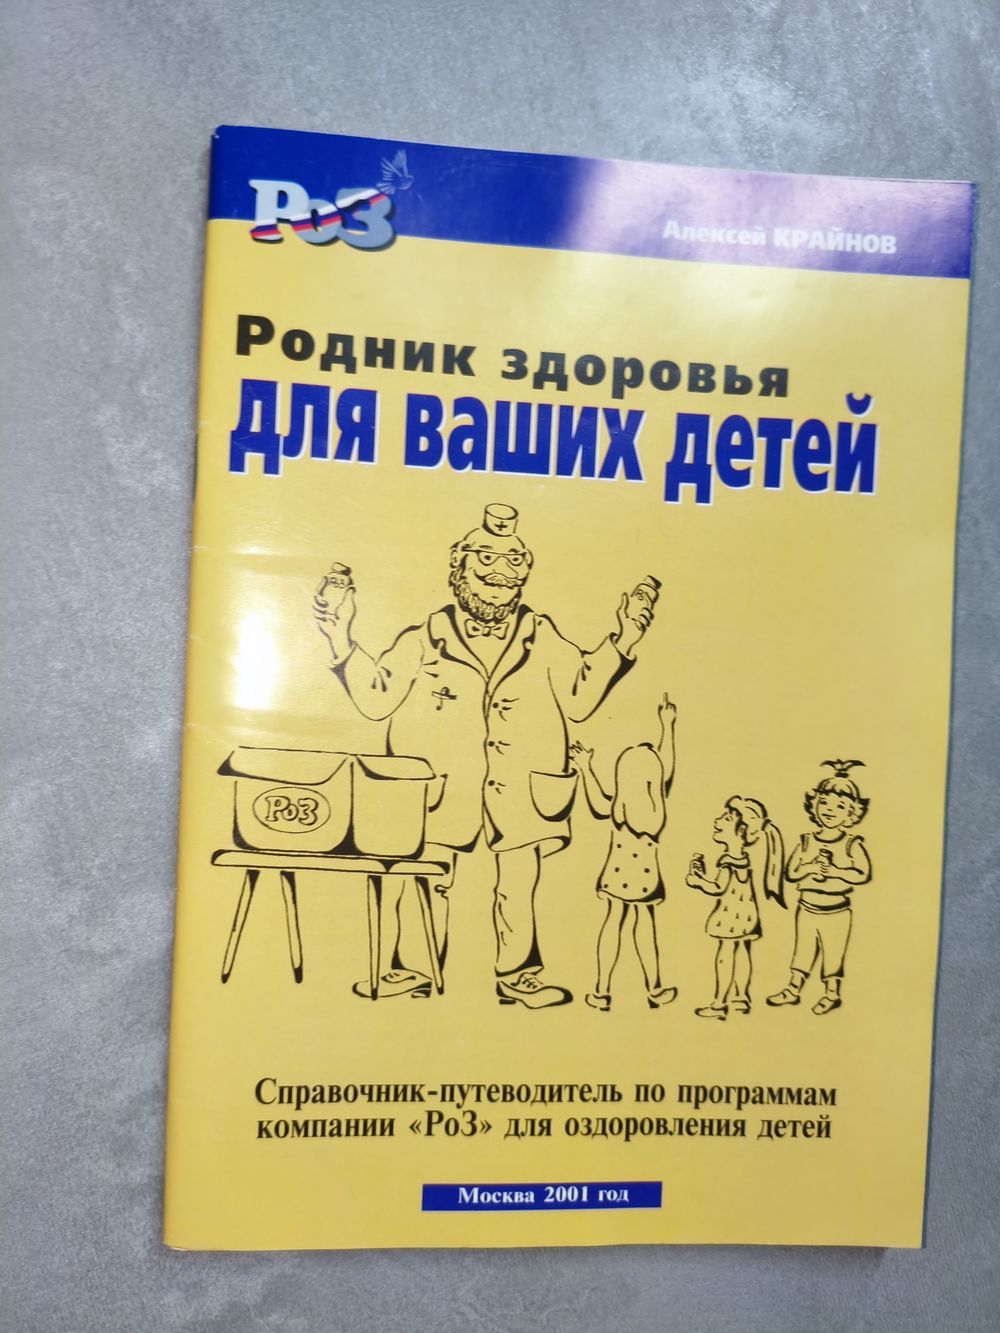 РоЗ
Алексей КРАЙНОВ
Родник здоровья
для ваших детей
РоЗ
Справочник-путеводитель по программам
компании «РоЗ» для оздоровления детей
Москва 2001 год